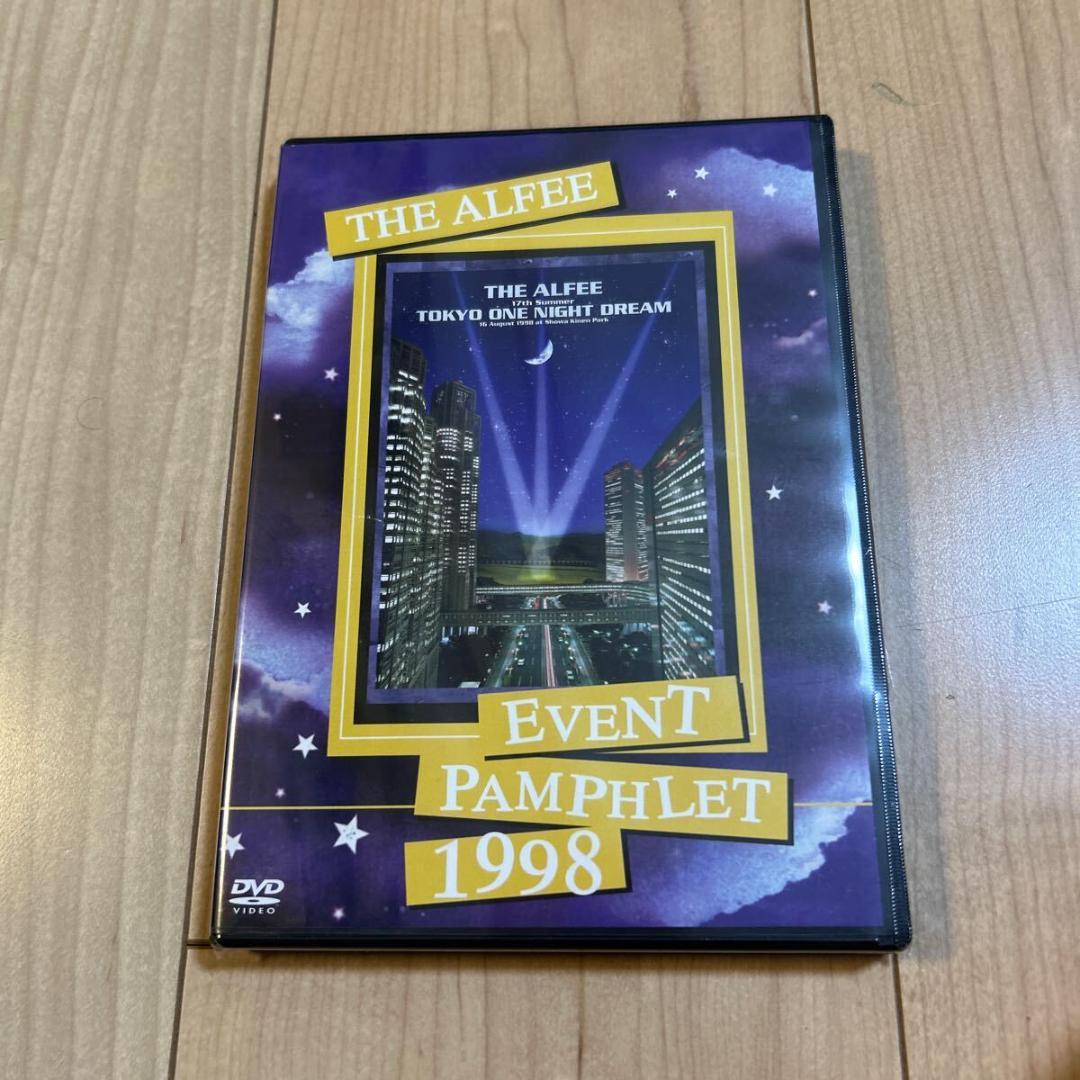 THE ALFEE
THE ALFEE
17th Summer
TOKYO ONE NIGHT DREAM
16 August 1998 at Showa Kinen Park
EVENT
PAMPHLET
1998
DVD
VIDEO